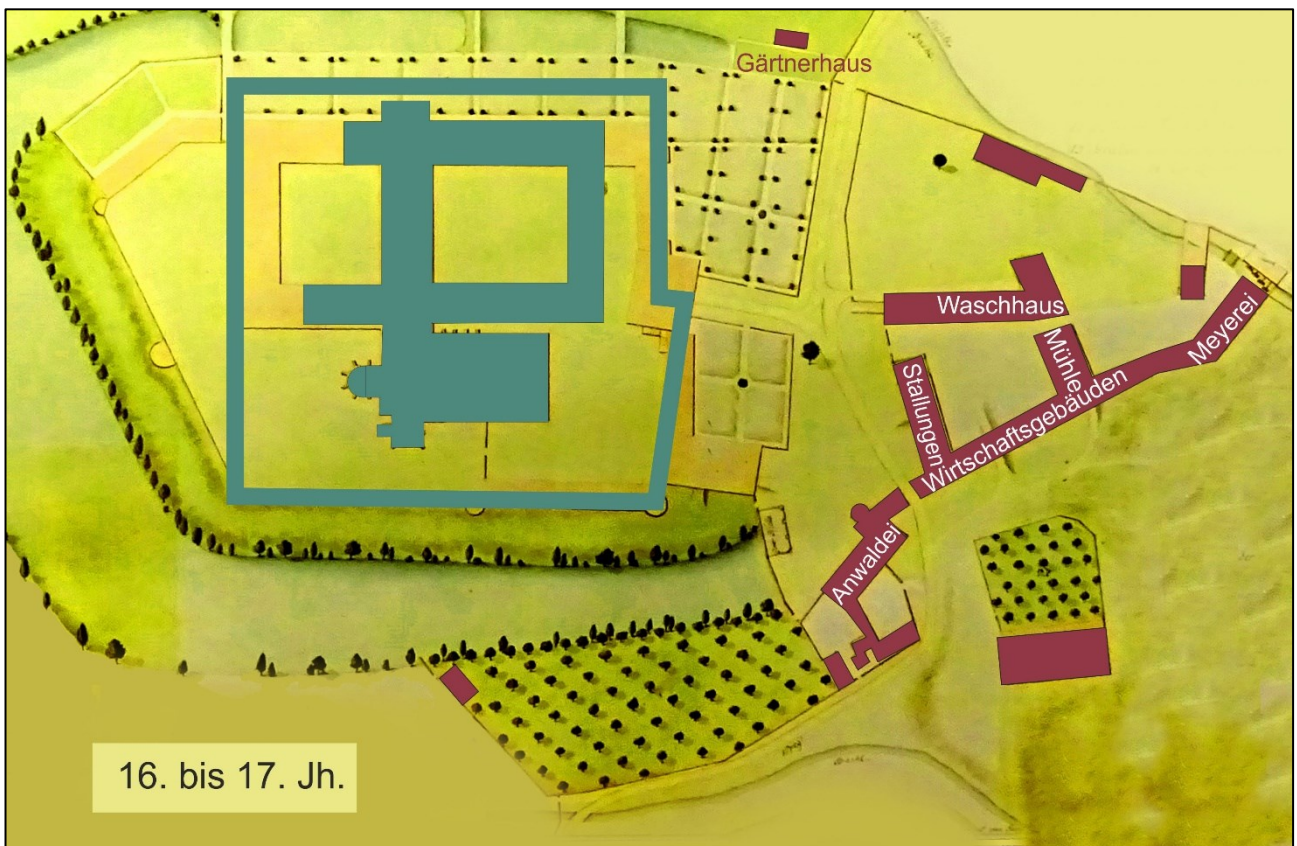 Gärtnerhaus
Waschhaus
Mühle
Meyerei
Stallungen
Wirtschaftsgebäuden
Anwaldei
16. bis 17. Jh.